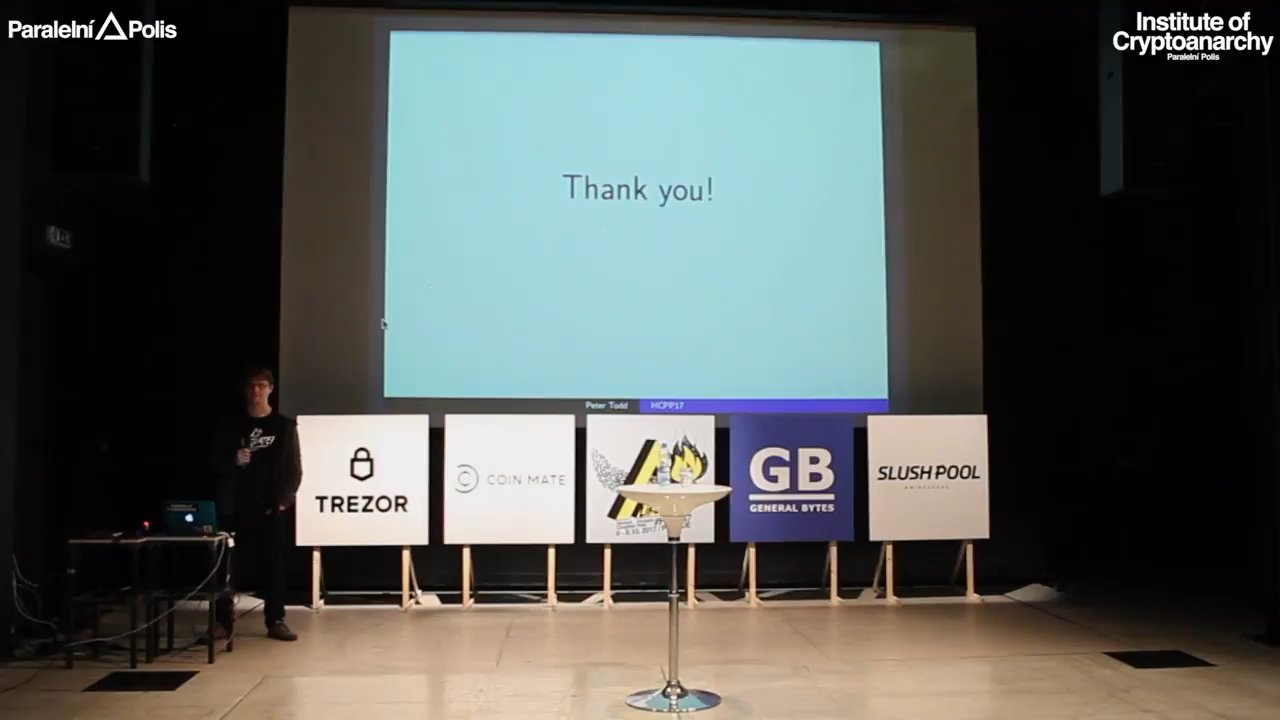 Paralelní Polis
Institute of
Cryptoanarchy
Paralelní Polis
Thank you!
Peter Todd HCPP17
TREZOR
COIN MATE
GB
GENERAL BYTES
SLUSH POOL